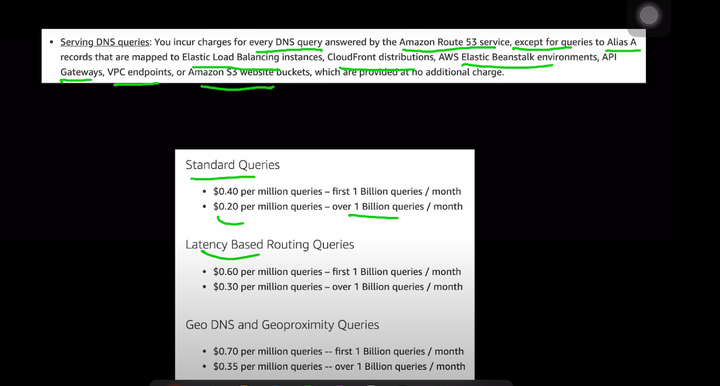 • Serving DNS queries: You incur charges for every DNS query answered by the Amazon Route 53 service, except for queries to Alias A
records that are mapped to Elastic Load Balancing instances, CloudFront distributions, AWS Elastic Beanstalk environments, API
Gateways, VPC endpoints, or Amazon S3 website buckets, which are provided at no additional charge.
Standard Queries
• $0.40 per million queries – first 1 Billion queries / month
• $0.20 per million queries – over 1 Billion queries / month
Latency Based Routing Queries
• $0.60 per million queries – first 1 Billion queries / month
• $0.30 per million queries – over 1 Billion queries / month
Geo DNS and Geoproximity Queries
• $0.70 per million queries -- first 1 Billion queries / month
• $0.35 per million queries -- over 1 Billion queries / month